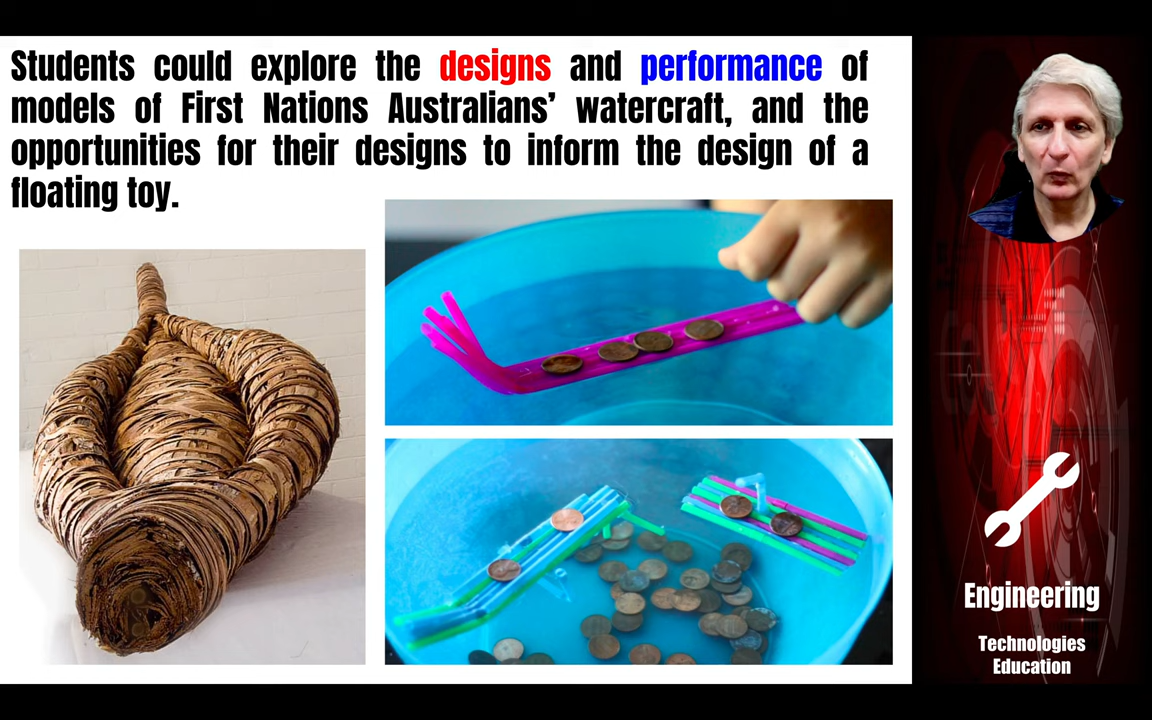 Students could explore the designs and performance of
models of First Nations Australians’ watercraft, and the
opportunities for their designs to inform the design of a
floating toy.
Engineering
Technologies
Education